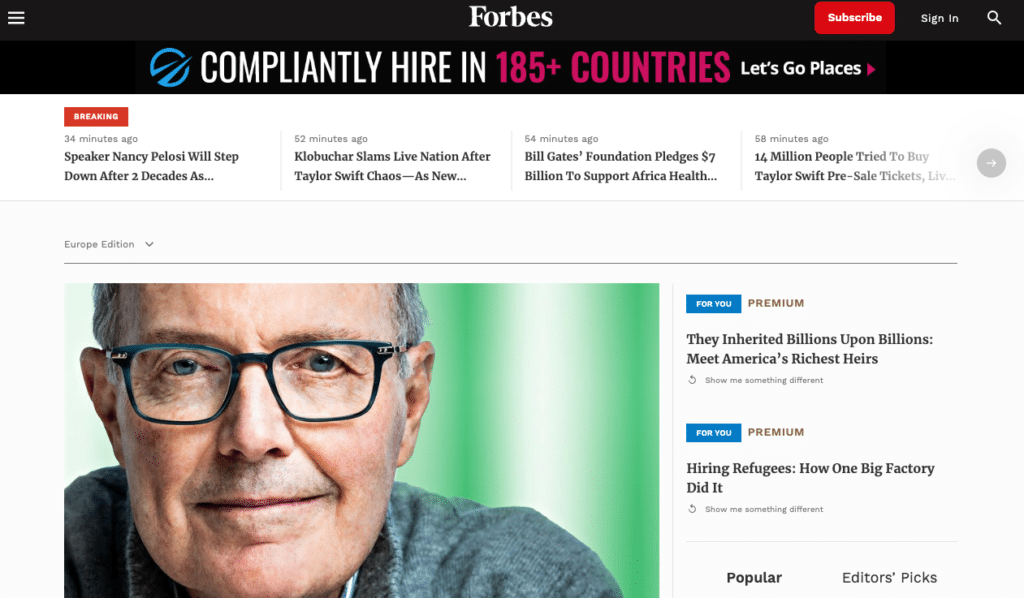 Forbes
Subscribe
Sign In
COMPLIANTLY HIRE IN 185+ COUNTRIES Let's Go Places
BREAKING
34 minutes ago
Speaker Nancy Pelosi Will Step
Down After 2 Decades As...
52 minutes ago
Klobuchar Slams Live Nation After
Taylor Swift Chaos—As New...
54 minutes ago
Bill Gates’ Foundation Pledges $7
Billion To Support Africa Health...
58 minutes ago
14 Million People Tried To Buy
Taylor Swift Pre-Sale Tickets, Liv...
Europe Edition
FOR YOU PREMIUM
They Inherited Billions Upon Billions:
Meet America’s Richest Heirs
Show me something different
FOR YOU PREMIUM
Hiring Refugees: How One Big Factory
Did It
Show me something different
Popular
Editors’ Picks